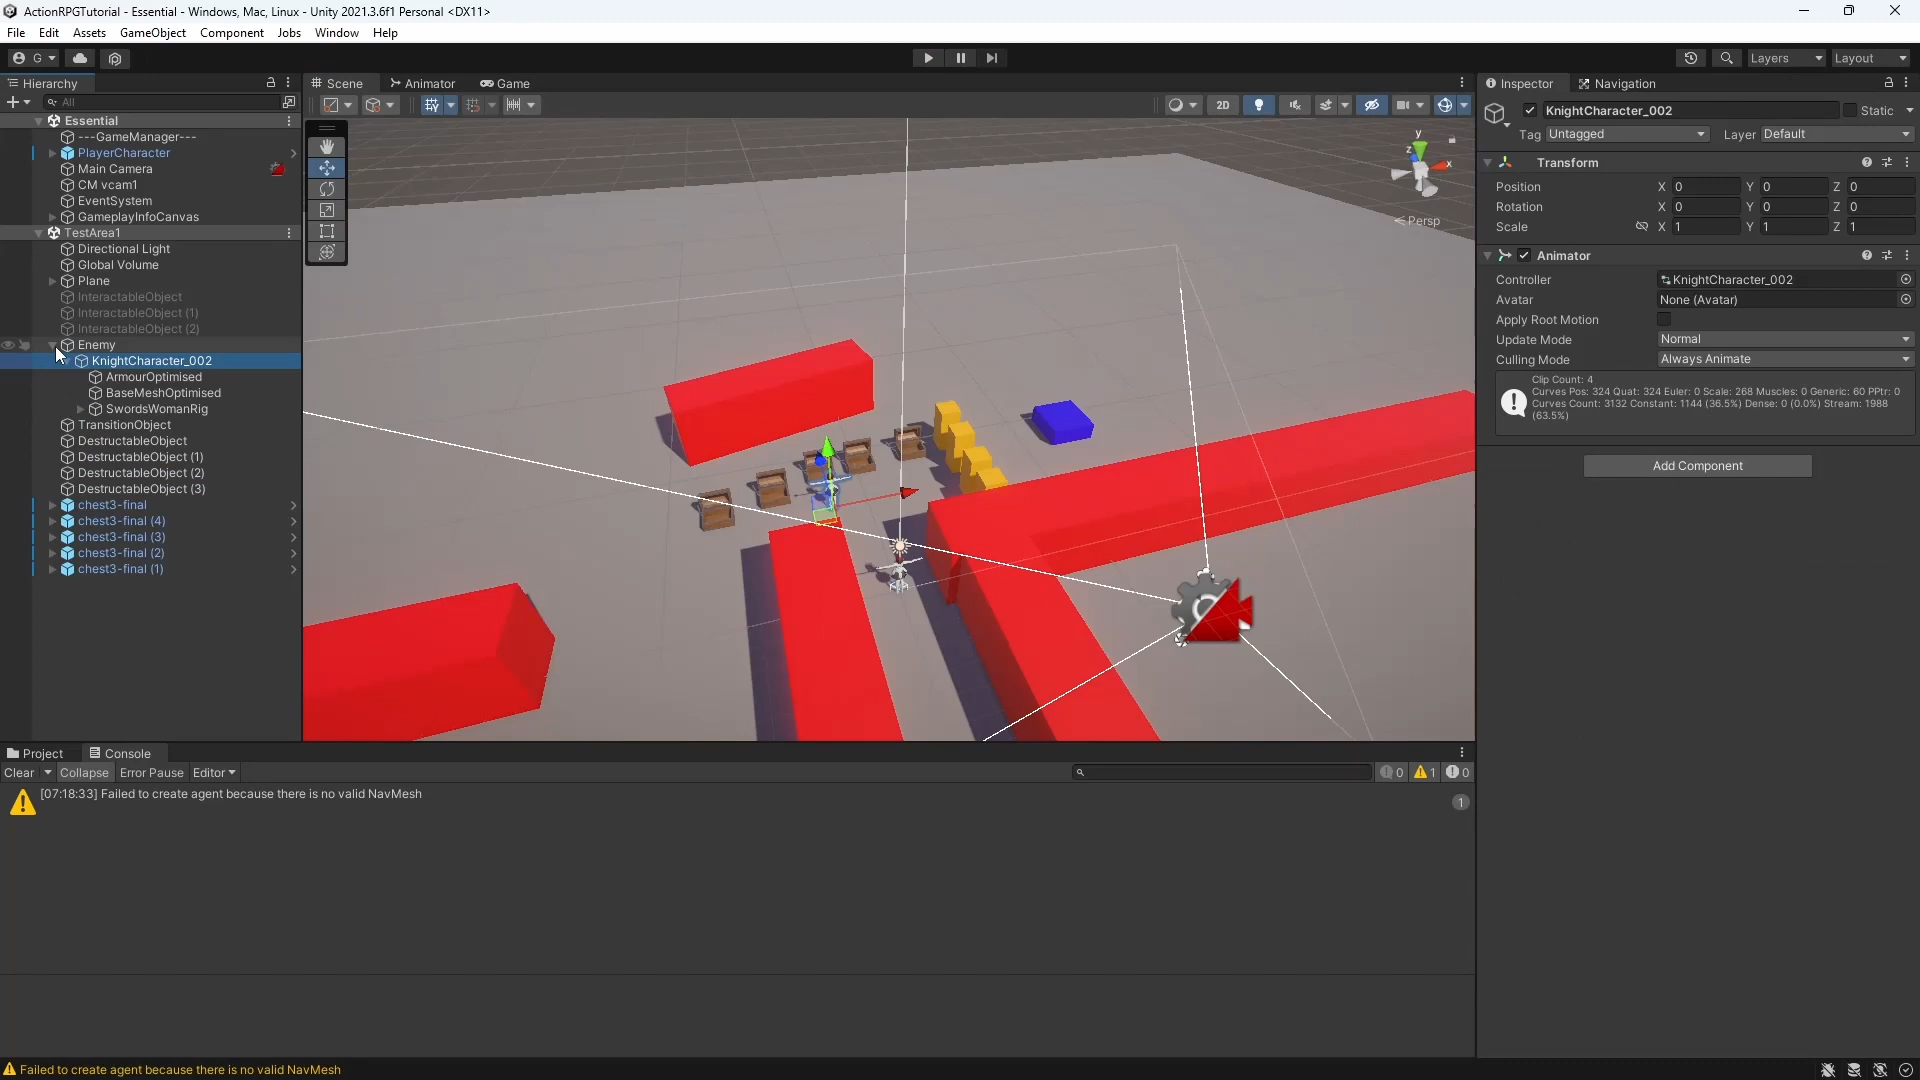 ActionRPGTutorial - Essential - Windows, Mac, Linux - Unity 2021.3.6f1 Personal <DX11>
File Edit Assets GameObject Component Jobs Window Help
G Layers Layout
Hierarchy
All
Essential
---GameManager---
PlayerCharacter
Main Camera
CM vcam1
EventSystem
GameplayInfoCanvas
TestArea1
Directional Light
Global Volume
Plane
InteractableObject
InteractableObject (1)
InteractableObject (2)
Enemy
KnightCharacter_002
ArmourOptimised
BaseMeshOptimised
SwordsWomanRig
TransitionObject
DestructableObject
DestructableObject (1)
DestructableObject (2)
DestructableObject (3)
chest3-final
chest3-final (4)
chest3-final (3)
chest3-final (2)
chest3-final (1)
Scene Animator Game
2D
y
z x
Persp
Inspector Navigation
KnightCharacter_002 Static
Tag Untagged Layer Default
Transform
Position X 0 Y 0 Z 0
Rotation X 0 Y 0 Z 0
Scale X 1 Y 1 Z 1
Animator
Controller KnightCharacter_002
Avatar None (Avatar)
Apply Root Motion
Update Mode Normal
Culling Mode Always Animate
Clip Count: 4
Curves Pos: 324 Quat: 324 Euler: 0 Scale: 268 Muscles: 0 Generic: 60 PPtr: 0
Curves Count: 3132 Constant: 1144 (36.5%) Dense: 0 (0.0%) Stream: 1988
(63.5%)
Add Component
Project Console
Clear Collapse Error Pause Editor 0 1 0
[07:18:33] Failed to create agent because there is no valid NavMesh
1
Failed to create agent because there is no valid NavMesh